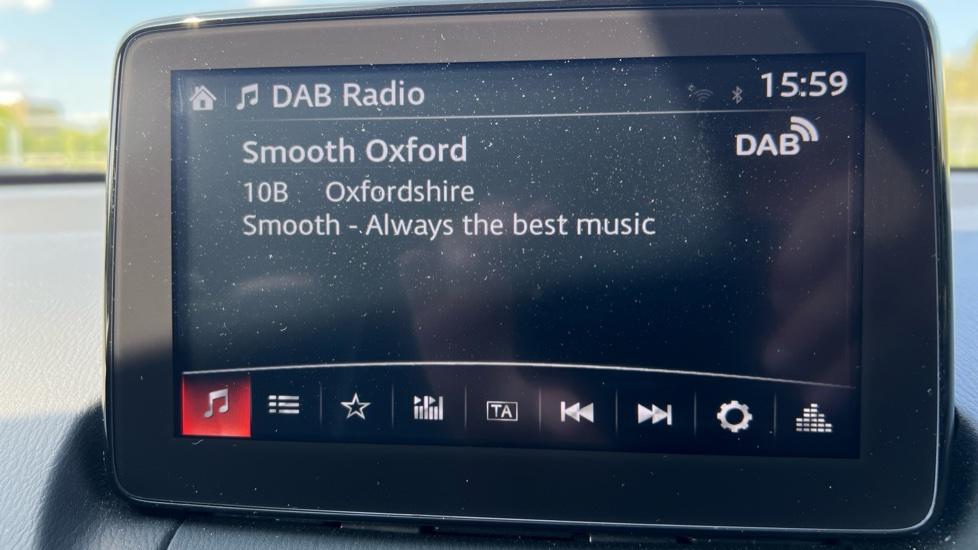 DAB Radio 15:59
Smooth Oxford DAB
10B Oxfordshire
Smooth - Always the best music
TA